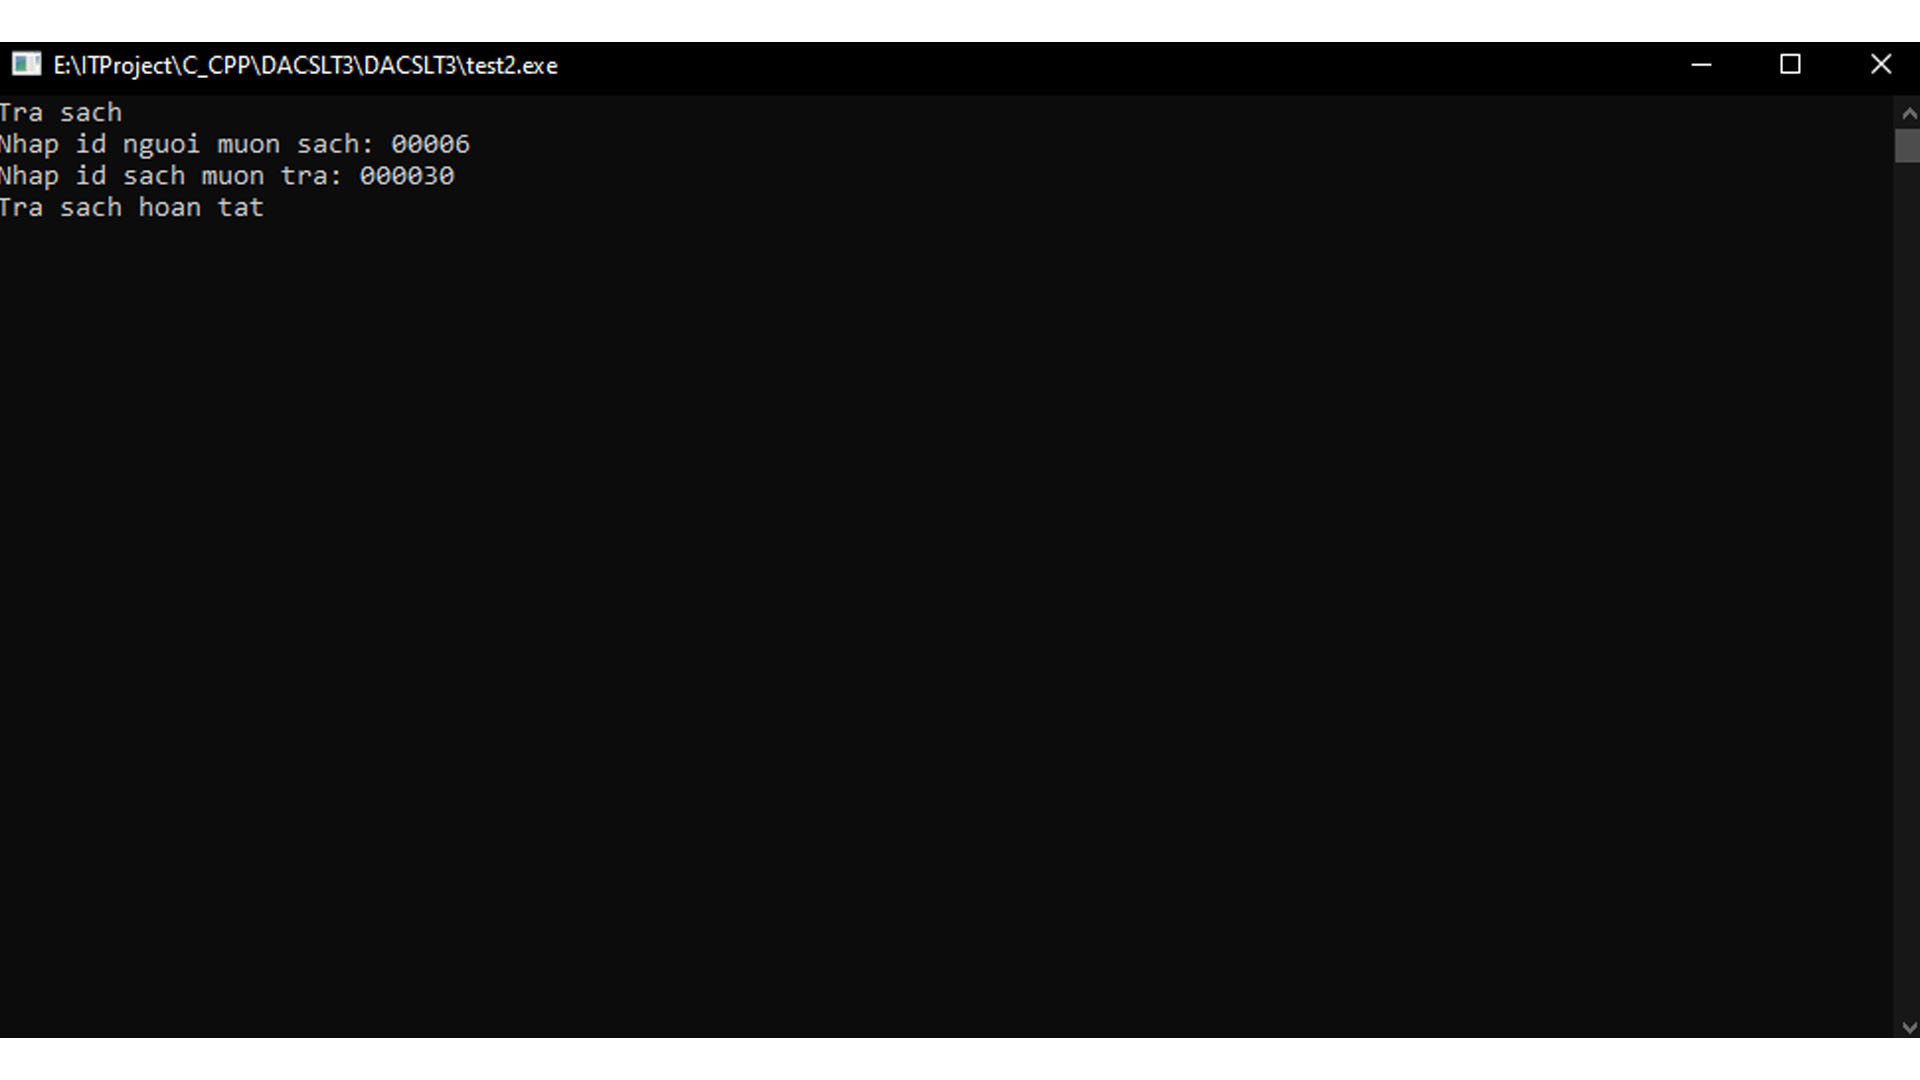 E:\ITProject\C_CPP\DACSLT3\DACSLT3\test2.exe
Tra sach
Nhap id nguoi muon sach: 00006
Nhap id sach muon tra: 000030
Tra sach hoan tat